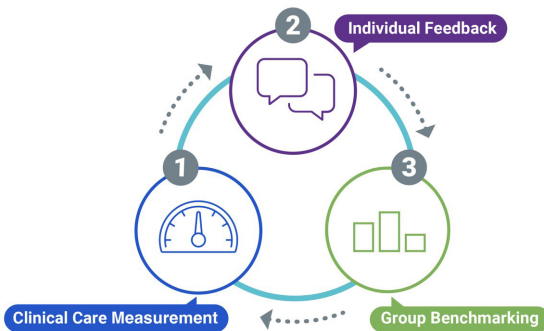 2
Individual Feedback
1
3
Clinical Care Measurement
Group Benchmarking